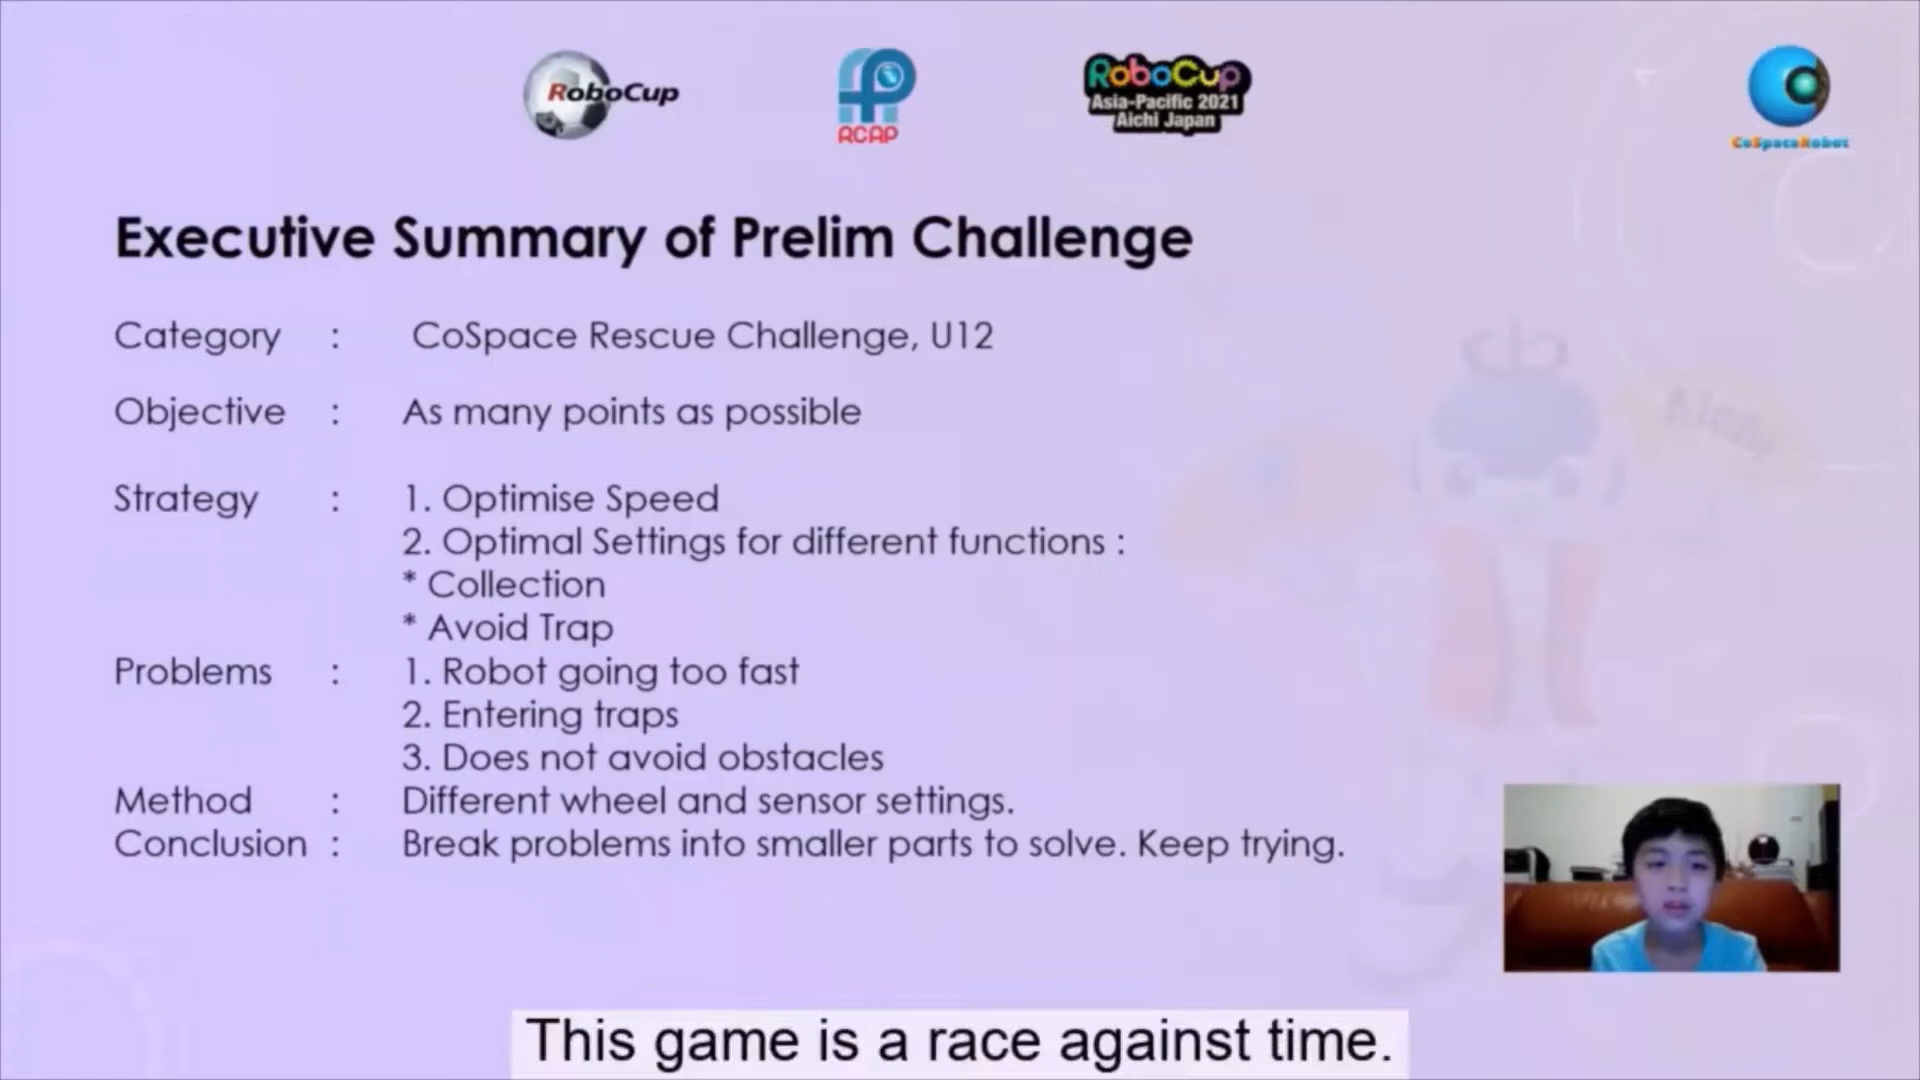 RoboCup
RCAP
RoboCup
Asia-Pacific 2021
Aichi Japan
CoSpaceRobot
Executive Summary of Prelim Challenge
Category : CoSpace Rescue Challenge, U12
Objective : As many points as possible
Aichi
Strategy : 1. Optimise Speed
2. Optimal Settings for different functions :
* Collection
* Avoid Trap
Problems : 1. Robot going too fast
2. Entering traps
3. Does not avoid obstacles
Method : Different wheel and sensor settings.
Conclusion : Break problems into smaller parts to solve. Keep trying.
This game is a race against time.